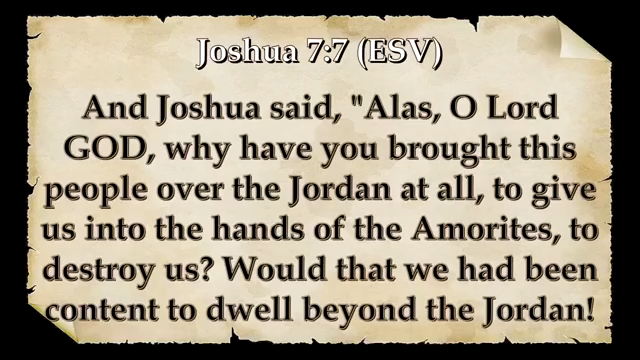 Joshua 7:7 (ESV)
And Joshua said, "Alas, O Lord
GOD, why have you brought this
people over the Jordan at all, to give
us into the hands of the Amorites, to
destroy us? Would that we had been
content to dwell beyond the Jordan!